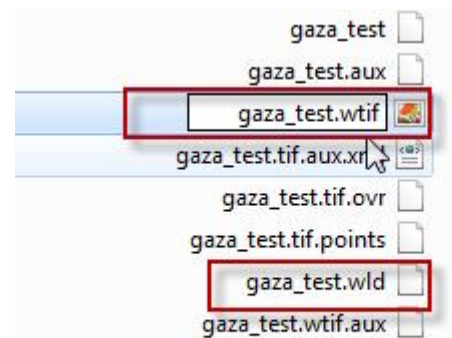 gaza_test
gaza_test.aux
gaza_test.wtif
gaza_test.tif.aux.x
gaza_test.tif.ovr
gaza_test.tif.points
gaza_test.wld
gaza_test.wtif.aux